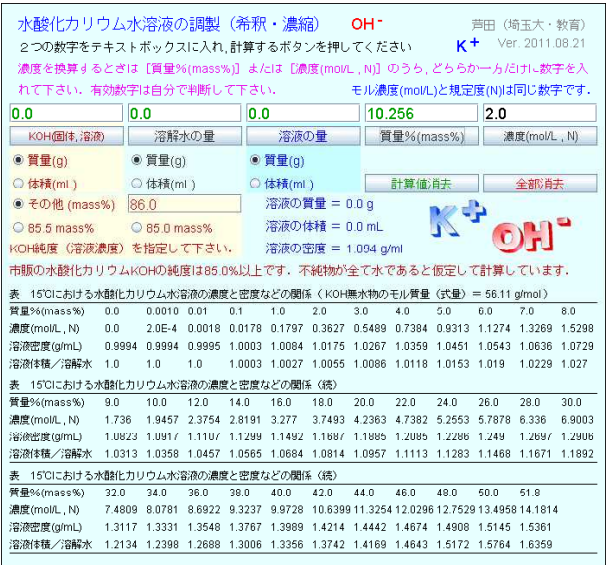 水酸化カリウム水溶液の調製（希釈・濃縮） OH- 芦田（埼玉大・教育）
２つの数字をテキストボックスに入れ,計算するボタンを押してください K+ Ver. 2011.08.21
濃度を換算するときは［質量%(mass%)］または［濃度(mol/L , N)］のうち,どちらか一方だけに数字を入
れて下さい. 有効数字は自分で判断して下さい. モル濃度(mol/L)と規定度(N)は同じ数字です.
0.0 0.0 0.0 10.256 2.0
KOH(固体,溶液) 溶解水の量 溶液の量 質量%(mass%) 濃度(mol/L , N)
質量(g) 質量(g) 質量(g)
体積(ml ) 体積(ml ) 体積(ml ) 計算値消去 全部消去
その他 (mass%) 86.0 溶液の質量 = 0.0 g
85.5 mass% 85.0 mass% 溶液の体積 = 0.0 mL
KOH純度（溶液濃度）を指定して下さい. 溶液の密度 = 1.094 g/ml
K+ OH-
市販の水酸化カリウムKOHの純度は85.0%以上です. 不純物が全て水であると仮定して計算しています.
表 15℃における水酸化カリウム水溶液の濃度と密度などの関係（KOH無水物のモル質量（式量）= 56.11 g/mol）
質量%(mass%) 0.0 0.0010 0.01 0.1 1.0 2.0 3.0 4.0 5.0 6.0 7.0 8.0
濃度(mol/L , N) 0.0 2.0E-4 0.0018 0.0178 0.1797 0.3627 0.5489 0.7384 0.9313 1.1274 1.3269 1.5298
溶液密度(g/mL) 0.9994 0.9994 0.9995 1.0003 1.0084 1.0175 1.0267 1.0359 1.0451 1.0543 1.0636 1.0729
溶液体積／溶解水 1.0 1.0 1.0 1.0003 1.0027 1.0055 1.0086 1.0118 1.0153 1.019 1.0229 1.027
表 15℃における水酸化カリウム水溶液の濃度と密度などの関係（続）
質量%(mass%) 9.0 10.0 12.0 14.0 16.0 18.0 20.0 22.0 24.0 26.0 28.0 30.0
濃度(mol/L , N) 1.736 1.9457 2.3754 2.8191 3.277 3.7493 4.2363 4.7382 5.2553 5.7878 6.336 6.9003
溶液密度(g/mL) 1.0823 1.0917 1.1107 1.1299 1.1492 1.1687 1.1885 1.2085 1.2286 1.249 1.2697 1.2906
溶液体積／溶解水 1.0313 1.0358 1.0457 1.0565 1.0684 1.0814 1.0957 1.1113 1.1283 1.1468 1.1671 1.1892
表 15℃における水酸化カリウム水溶液の濃度と密度などの関係（続）
質量%(mass%) 32.0 34.0 36.0 38.0 40.0 42.0 44.0 46.0 48.0 50.0 51.8
濃度(mol/L , N) 7.4809 8.0781 8.6922 9.3237 9.9728 10.6399 11.3254 12.0296 12.7529 13.4958 14.1814
溶液密度(g/mL) 1.3117 1.3331 1.3548 1.3767 1.3989 1.4214 1.4442 1.4674 1.4908 1.5145 1.5361
溶液体積／溶解水 1.2134 1.2398 1.2688 1.3006 1.3356 1.3742 1.4169 1.4643 1.5172 1.5764 1.6359